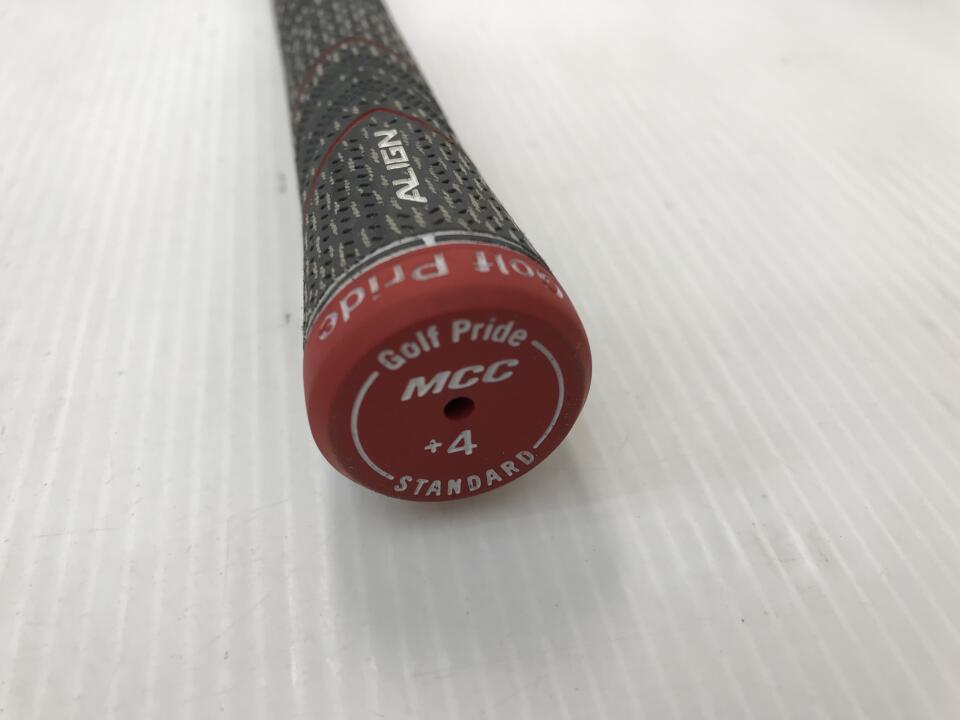 ALIGN
Golf Pride
Golf Pride
MCC
+4
STANDARD